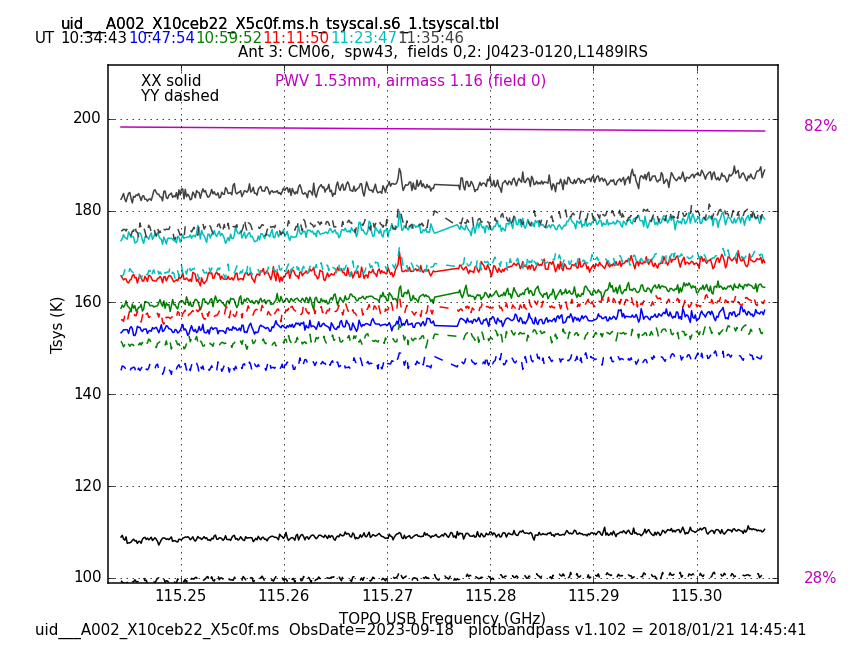 uid___A002_X10ceb22_X5c0f.ms.h_tsyscal.s6_1.tsyscal.tbl
UT 10:34:43 10:47:54 10:59:52 11:11:50 11:23:47 11:35:46
Ant 3: CM06, spw43, fields 0,2: J0423-0120,L1489IRS
XX solid PWV 1.53mm, airmass 1.16 (field 0)
YY dashed
200
82%
180
160
Tsys (K)
140
120
100
28%
115.25 115.26 115.27 115.28 115.29 115.30
TOPO USB Frequency (GHz)
uid___A002_X10ceb22_X5c0f.ms ObsDate=2023-09-18 plotbandpass v1.102 = 2018/01/21 14:45:41